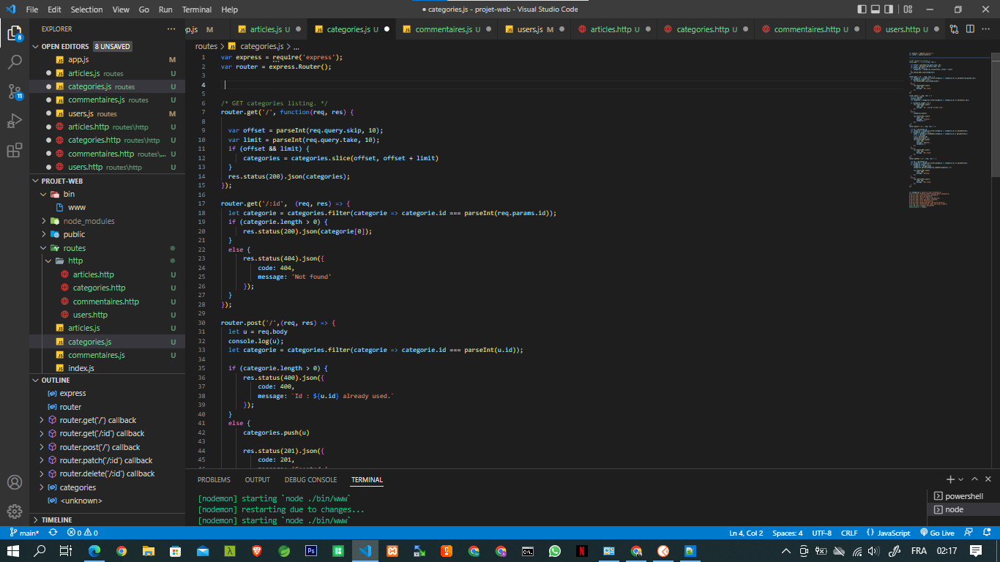 File Edit Selection View Go Run Terminal Help
● categories.js - projet-web - Visual Studio Code
EXPLORER ···
p.js M articles.js U categories.js U commentaires.js U users.js M articles.http U categories.http U commentaires.http U users.http U
OPEN EDITORS 8 UNSAVED
app.js M
articles.js routes U
categories.js routes U
commentaires.js routes U
users.js routes M
articles.http routes\http U
categories.http routes\http U
commentaires.http routes\... U
users.http routes\http U
PROJET-WEB
bin
www
node_modules
public
routes
http
articles.http U
categories.http U
commentaires.http U
users.http U
articles.js U
categories.js U
commentaires.js U
index.js
OUTLINE
express
router
router.get('/') callback
router.get('/:id') callback
router.post('/') callback
router.patch('/:id') callback
router.delete('/:id') callback
categories
<unknown>
TIMELINE
8
11
routes > categories.js > ...
1 var express = require('express');
2 var router = express.Router();
3
4
5
6 /* GET categories listing. */
7 router.get('/', function(req, res) {
8
9 var offset = parseInt(req.query.skip, 10);
10 var limit = parseInt(req.query.take, 10);
11 if (offset && limit) {
12 categories = categories.slice(offset, offset + limit)
13 }
14 res.status(200).json(categories);
15 });
16
17 router.get('/:id', (req, res) => {
18 let categorie = categories.filter(categorie => categorie.id === parseInt(req.params.id));
19 if (categorie.length > 0) {
20 res.status(200).json(categorie[0]);
21 }
22 else {
23 res.status(404).json({
24 code: 404,
25 message: 'Not found'
26 });
27 }
28 });
29
30 router.post('/',(req, res) => {
31 let u = req.body
32 console.log(u);
33 let categorie = categories.filter(categorie => categorie.id === parseInt(u.id));
34
35 if (categorie.length > 0) {
36 res.status(400).json({
37 code: 400,
38 message: `Id : ${u.id} already used.`
39 });
40 }
41 else {
42 categories.push(u)
43
44 res.status(201).json({
45 code: 201,
PROBLEMS OUTPUT DEBUG CONSOLE TERMINAL
[nodemon] starting `node ./bin/www`
[nodemon] restarting due to changes...
[nodemon] starting `node ./bin/www`
powershell
node
main* 0 0 Ln 4, Col 2 Spaces: 4 UTF-8 CRLF {} JavaScript Go Live
FRA 02:17